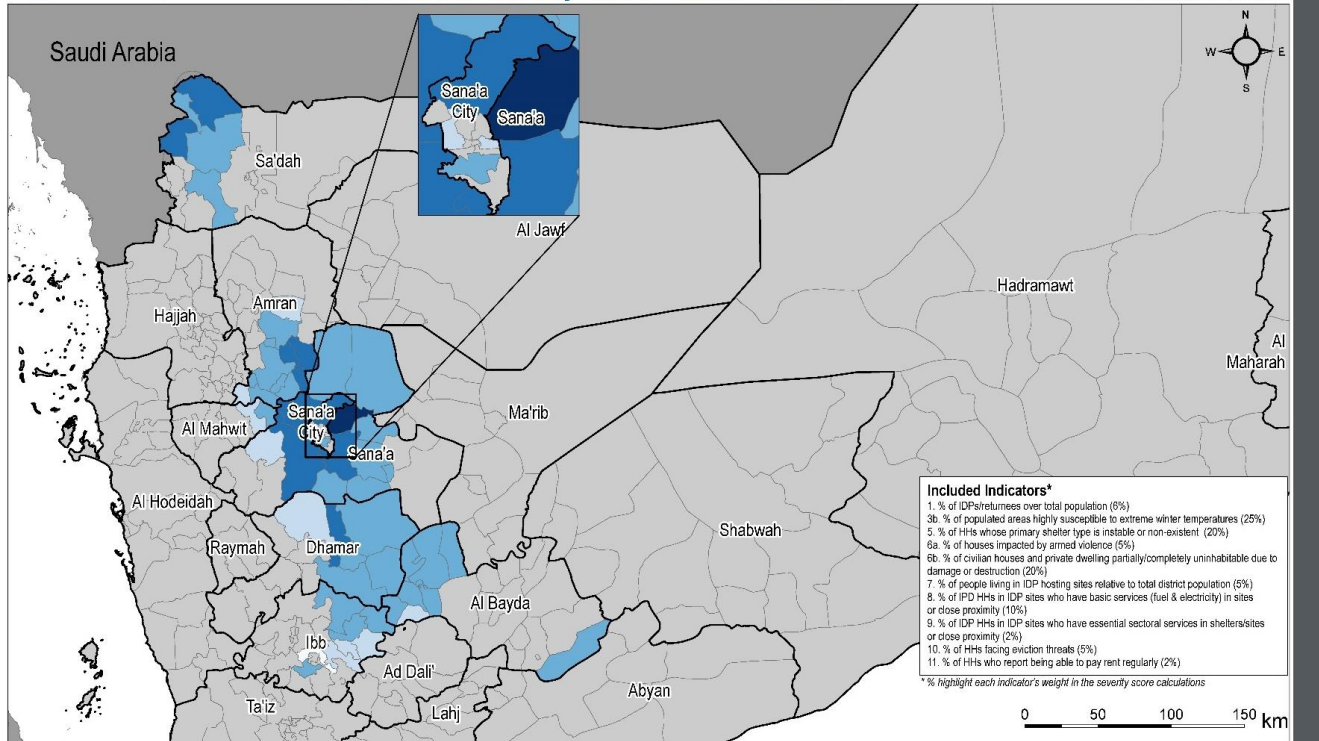 N
W E
S
Saudi Arabia
Sana'a
City
Sana'a
Sa'dah
Al Jawf
Hadramawt
Amran
Hajjah
Al
Maharah
Ma'rib
Sana'a
City
Al Mahwit
Sana'a
Al Hodeidah
Shabwah
Raymah
Dhamar
Al Bayda
Ibb
Ad Dali'
Abyan
Ta'iz
Lahj
Included Indicators*
1. % of IDPs/returnees over total population (6%)
3b. % of populated areas highly susceptible to extreme winter temperatures (25%)
5. % of HHs whose primary shelter type is instable or non-existent (20%)
6a. % of houses impacted by armed violence (5%)
6b. % of civilian houses and private dwelling partially/completely uninhabitable due to
damage or destruction (20%)
7. % of people living in IDP hosting sites relative to total district population (5%)
8. % of IPD HHs in IDP sites who have basic services (fuel & electricity) in sites
or close proximity (10%)
9. % of IDP HHs in IDP sites who have essential sectoral services in shelters/sites
or close proximity (2%)
10. % of HHs facing eviction threats (5%)
11. % of HHs who report being able to pay rent regularly (2%)
* % highlight each indicator's weight in the severity score calculations
0 50 100 150 km